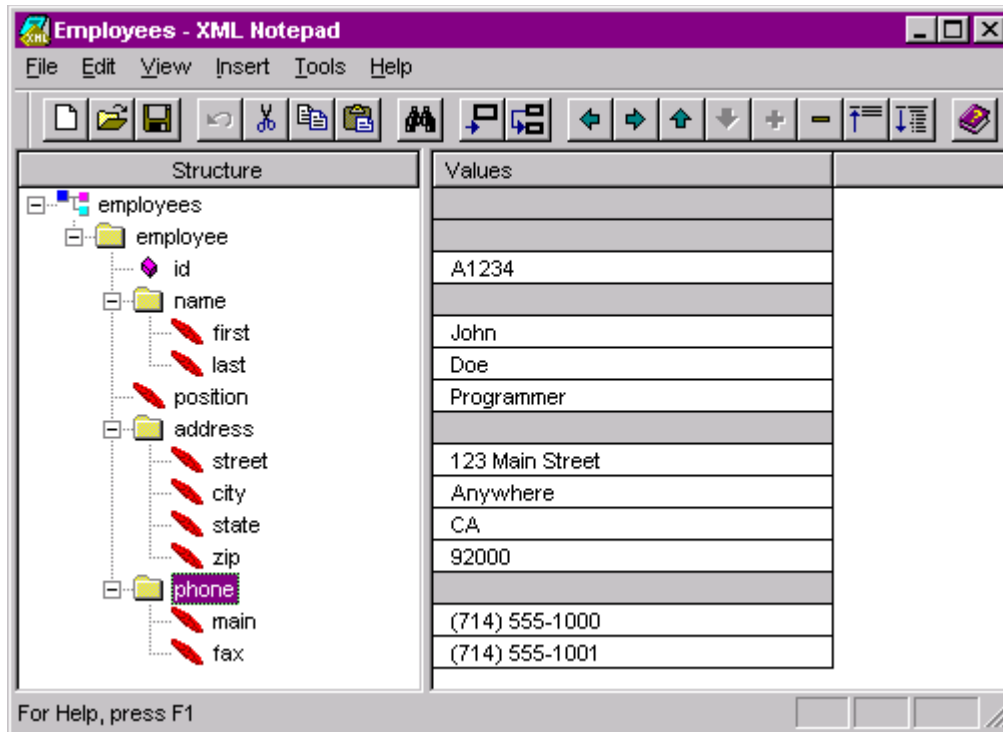 Employees - XML Notepad
File Edit View Insert Tools Help
Structure Values
employees
employee
id A1234
name
first John
last Doe
position Programmer
address
street 123 Main Street
city Anywhere
state CA
zip 92000
phone
main (714) 555-1000
fax (714) 555-1001
For Help, press F1